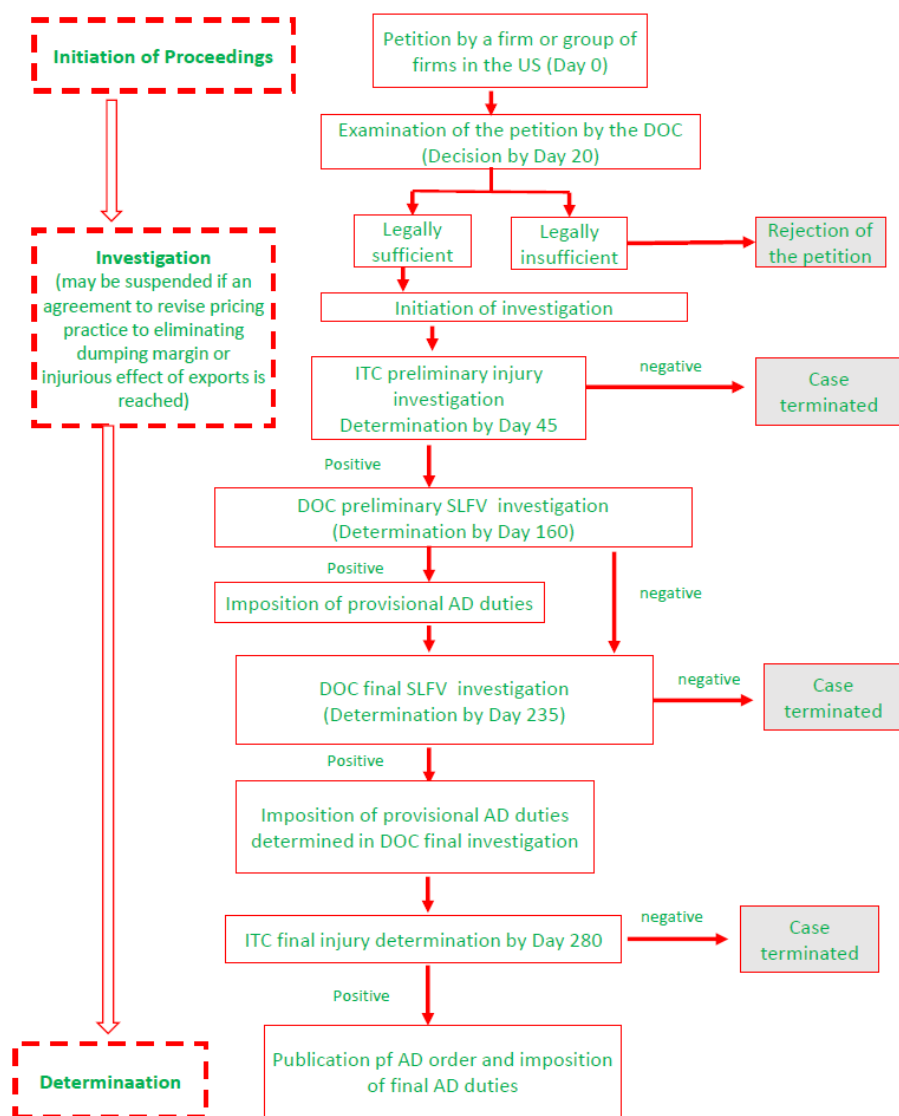 Initiation of Proceedings
Petition by a firm or group of
firms in the US (Day 0)
Examination of the petition by the DOC
(Decision by Day 20)
Legally
sufficient
Legally
insufficient
Rejection of
the petition
Investigation
(may be suspended if an
agreement to revise pricing
practice to eliminating
dumping margin or
injurious effect of exports is
reached)
Initiation of investigation
ITC preliminary injury
investigation
Determination by Day 45
negative
Case
terminated
Positive
DOC preliminary SLFV investigation
(Determination by Day 160)
Positive
negative
Imposition of provisional AD duties
DOC final SLFV investigation
(Determination by Day 235)
negative
Case
terminated
Positive
Imposition of provisional AD duties
determined in DOC final investigation
ITC final injury determination by Day 280
negative
Case
terminated
Positive
Determinaation
Publication pf AD order and imposition
of final AD duties